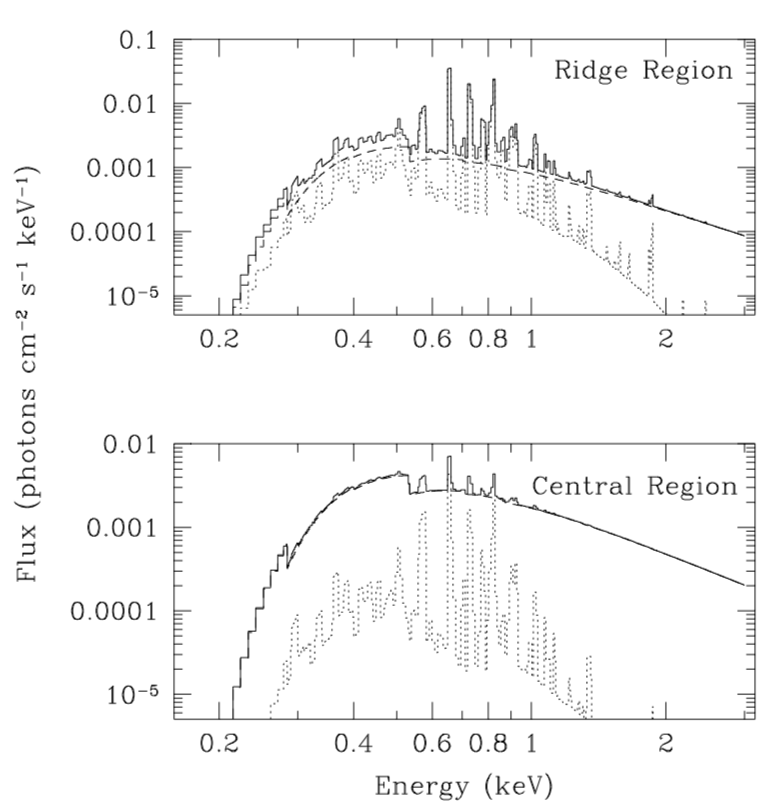 Flux (photons cm⁻² s⁻¹ keV⁻¹)
0.1
0.01
0.001
0.0001
10⁻⁵
Ridge Region
0.2 0.4 0.6 0.8 1 2
0.01
0.001
0.0001
10⁻⁵
Central Region
0.2 0.4 0.6 0.8 1 2
Energy (keV)